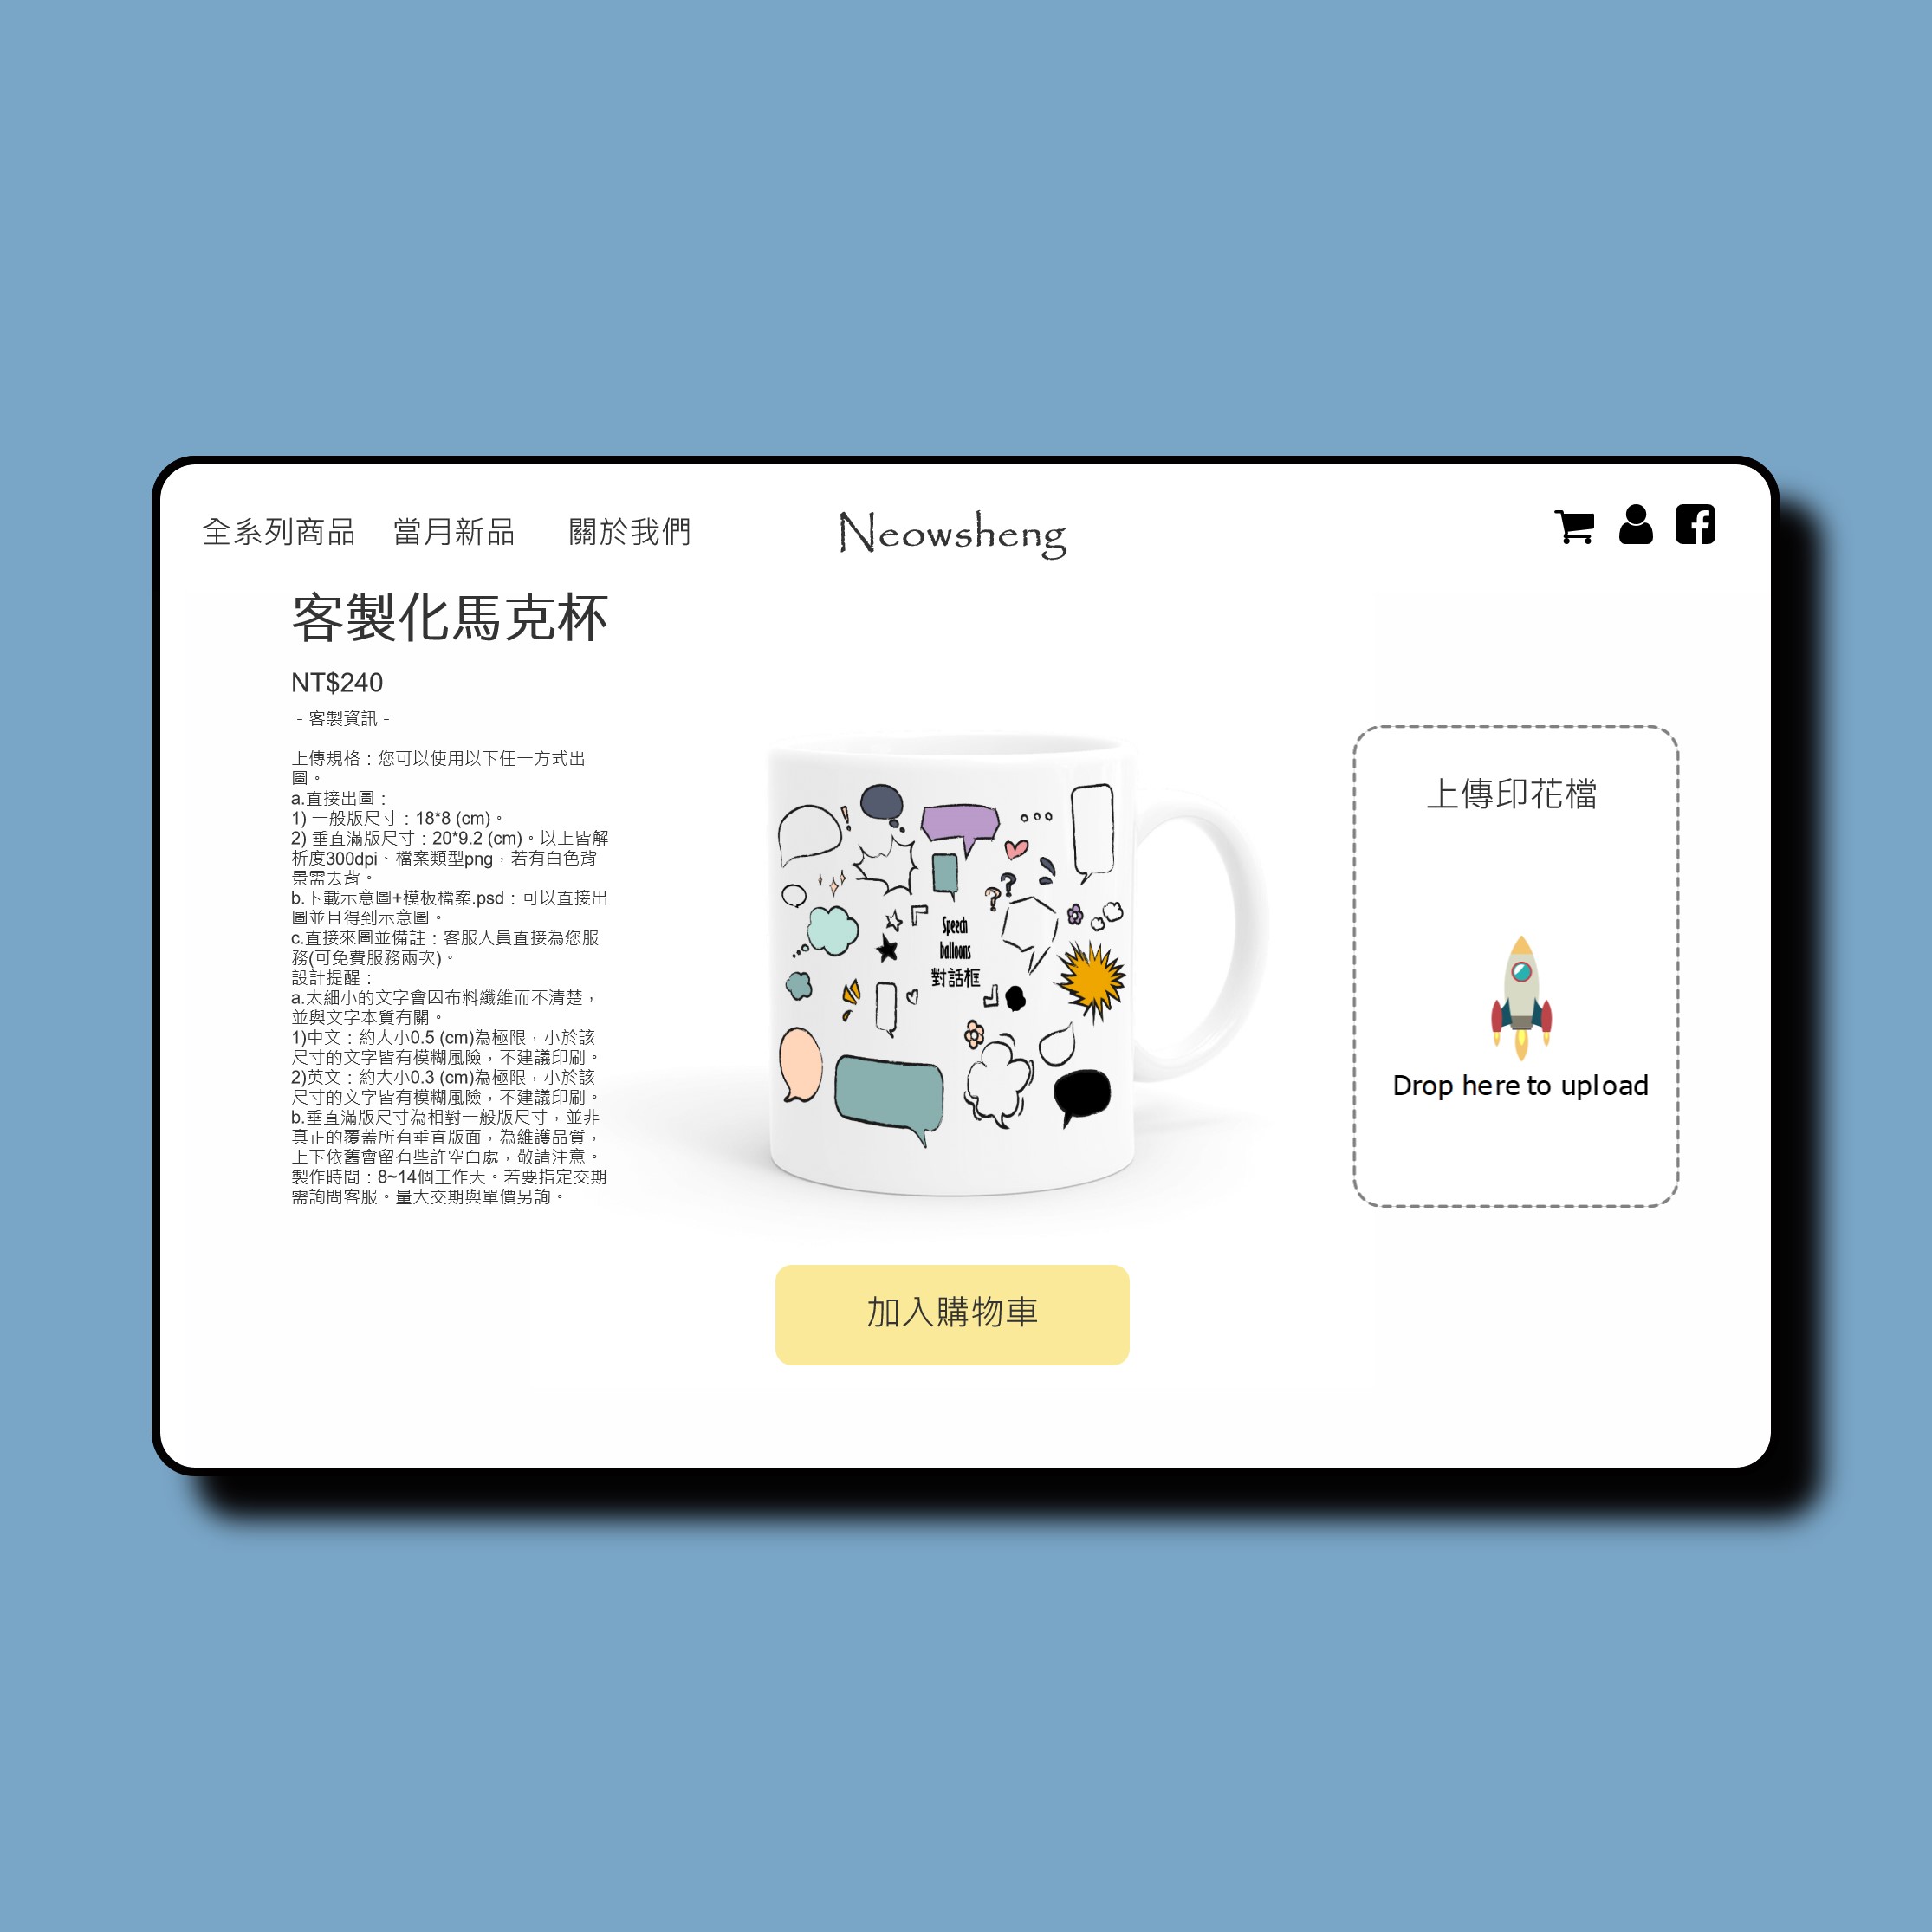 全系列商品 當月新品 關於我們 Neowsheng
客製化馬克杯
NT$240
- 客製資訊 -
上傳規格：您可以使用以下任一方式出
圖。
a.直接出圖：
1) 一般版尺寸：18*8 (cm)。
2) 垂直滿版尺寸：20*9.2 (cm)。以上皆解
析度300dpi、檔案類型png，若有白色背
景需去背。
b.下載示意圖+模板檔案.psd：可以直接出
圖並且得到示意圖。
c.直接來圖並備註：客服人員直接為您服
務(可免費服務兩次)。
設計提醒：
a.太細小的文字會因布料纖維而不清楚，
並與文字本質有關。
1)中文：約大小0.5 (cm)為極限，小於該
尺寸的文字皆有模糊風險，不建議印刷。
2)英文：約大小0.3 (cm)為極限，小於該
尺寸的文字皆有模糊風險，不建議印刷。
b.垂直滿版尺寸為相對一般版尺寸，並非
真正的覆蓋所有垂直版面，為維護品質，
上下依舊會留有些許空白處，敬請注意。
製作時間：8~14個工作天。若要指定交期
需詢問客服。量大交期與單價另詢。
Speech
balloons
對話框
上傳印花檔
Drop here to upload
加入購物車